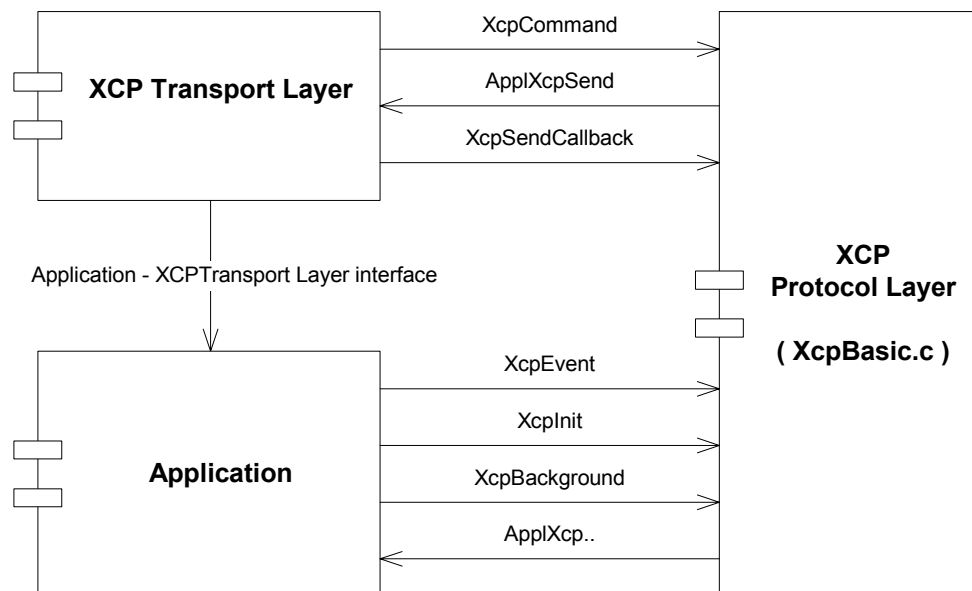 XcpCommand
XCP Transport Layer
ApplXcpSend
XcpSendCallback
XCP
Protocol Layer
( XcpBasic.c )
Application - XCPTransport Layer interface
XcpEvent
XcpInit
Application
XcpBackground
ApplXcp..